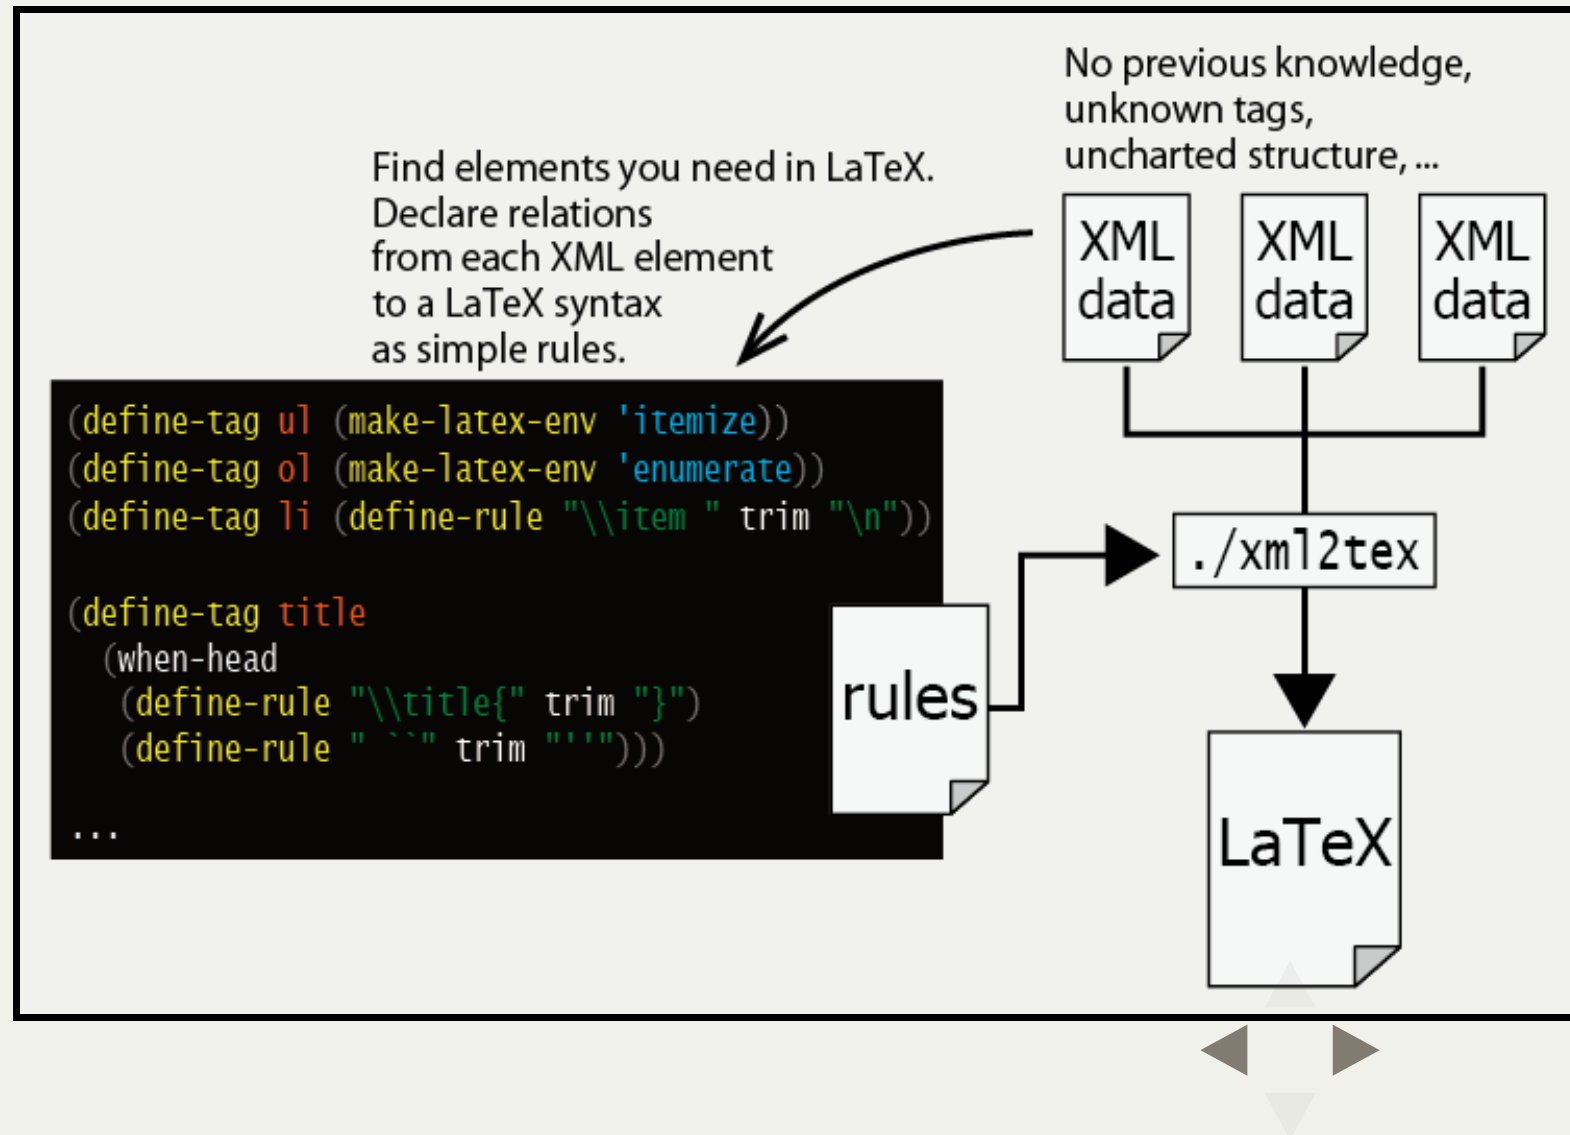 No previous knowledge,
unknown tags,
uncharted structure, ...
Find elements you need in LaTeX.
Declare relations
from each XML element
to a LaTeX syntax
as simple rules.
XML
data
XML
data
XML
data
(define-tag ul (make-latex-env 'itemize))
(define-tag ol (make-latex-env 'enumerate))
(define-tag li (define-rule "\\item " trim "\n"))
(define-tag title
(when-head
(define-rule "\\title{" trim "}")
(define-rule " ``" trim "''")))
...
rules
./xml2tex
LaTeX